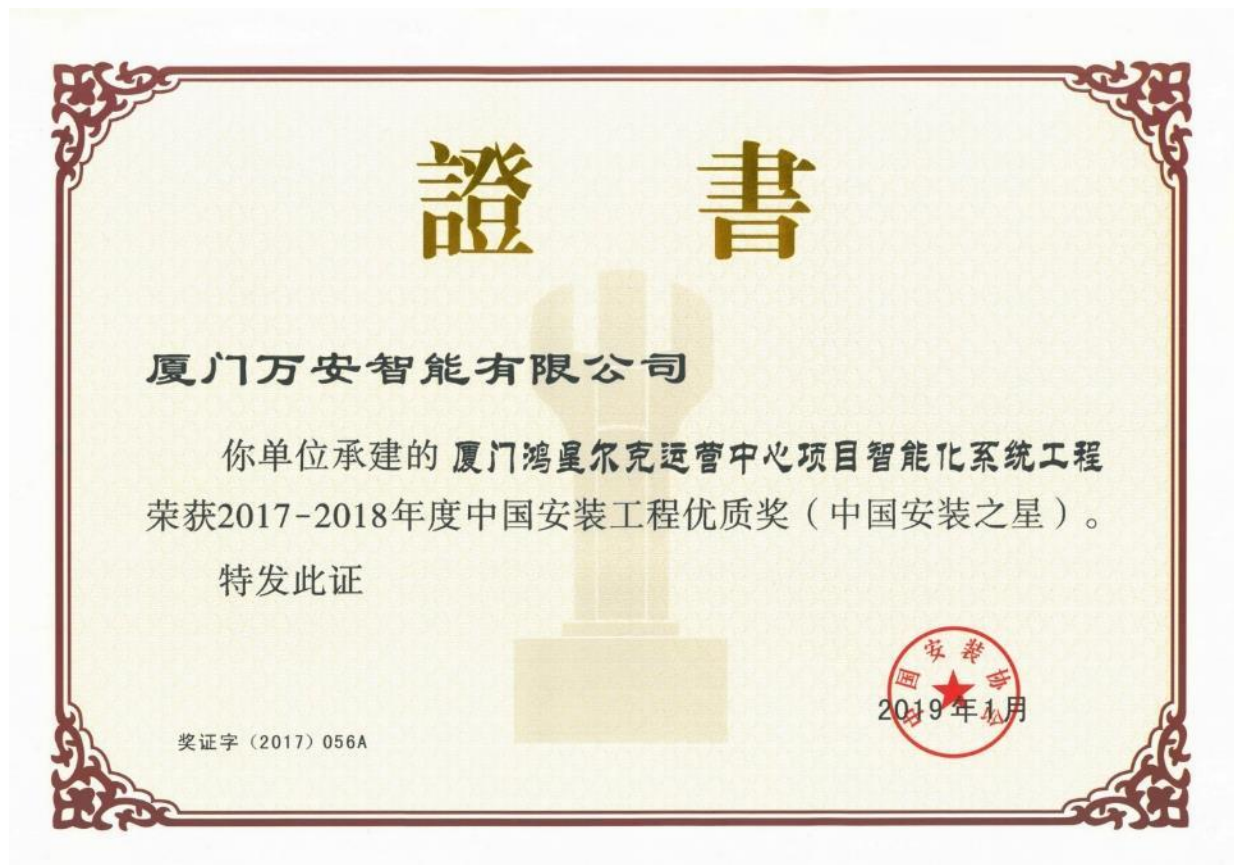 證書
厦门万安智能有限公司
你单位承建的 厦门鸿星尔克运营中心项目智能化系统工程
荣获2017-2018年度中国安装工程优质奖（中国安装之星）。
特发此证
中国安装协会
2019年1月
奖证字（2017）056A